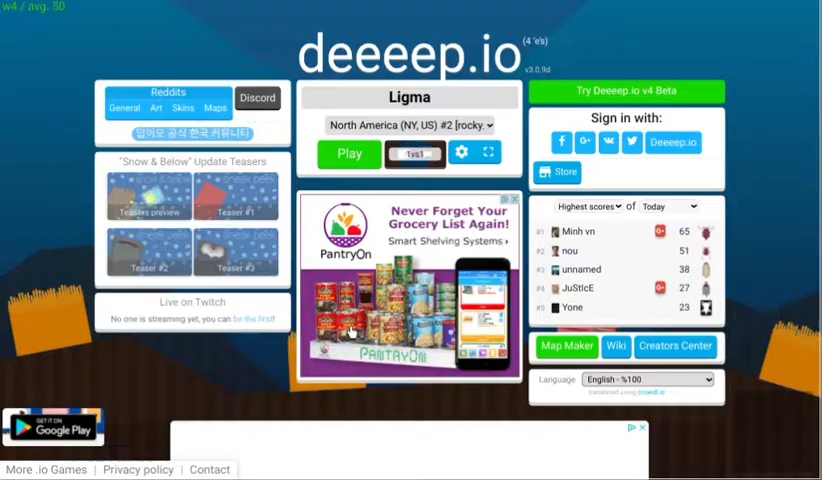 w4 / avg. 50
deeeep.io
(4 'e's)
v3.0.9d
Reddits
General Art Skins Maps
Discord
딥이오 공식 한국 커뮤니티
"Snow & Below" Update Teasers
Teasers preview
Teaser #1
Teaser #2
Teaser #3
Live on Twitch
No one is streaming yet, you can be the first!
Ligma
North America (NY, US) #2 [rocky.
Play
1vs1
Never Forget Your
Grocery List Again!
Smart Shelving Systems ›
PantryOn
PANTRYON
Try Deeeep.io v4 Beta
Sign in with:
Deeeep.io
Store
Highest scores of Today
#1 Minh vn 65
#2 nou 51
#3 unnamed 38
#4 JuStIcE 27
#5 Yone 23
Map Maker Wiki Creators Center
Language English - %100
translated using crowdl.io
GET IT ON
Google Play
More .io Games | Privacy policy | Contact